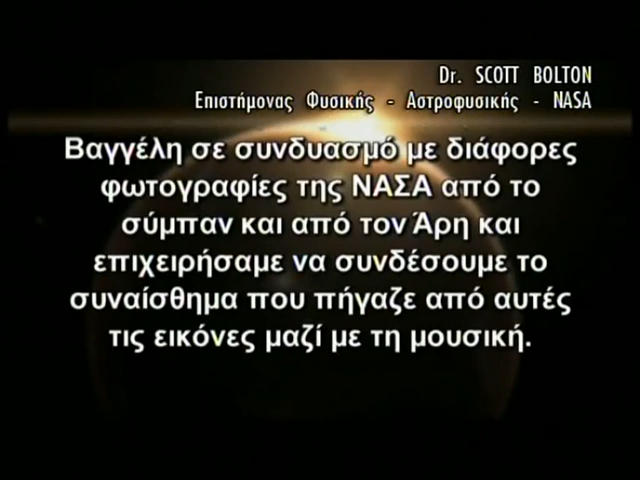 Dr. SCOTT BOLTON
Επιστήμονας Φυσικής - Αστροφυσικής - NASA
Βαγγέλη σε συνδυασμό με διάφορες
φωτογραφίες της ΝΑΣΑ από το
σύμπαν και από τον Άρη και
επιχειρήσαμε να συνδέσουμε το
συναίσθημα που πήγαζε από αυτές
τις εικόνες μαζί με τη μουσική.